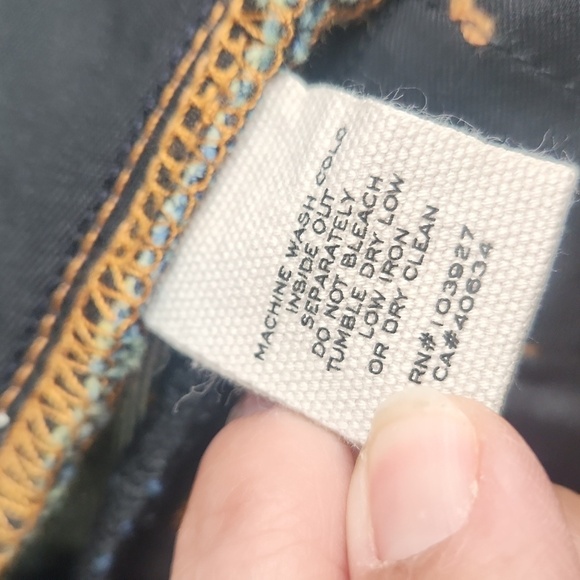 MACHINE WASH COLD
INSIDE OUT
SEPARATELY
DO NOT BLEACH
TUMBLE DRY LOW
LOW IRON
OR DRY CLEAN
RN# 103927
CA# 40634